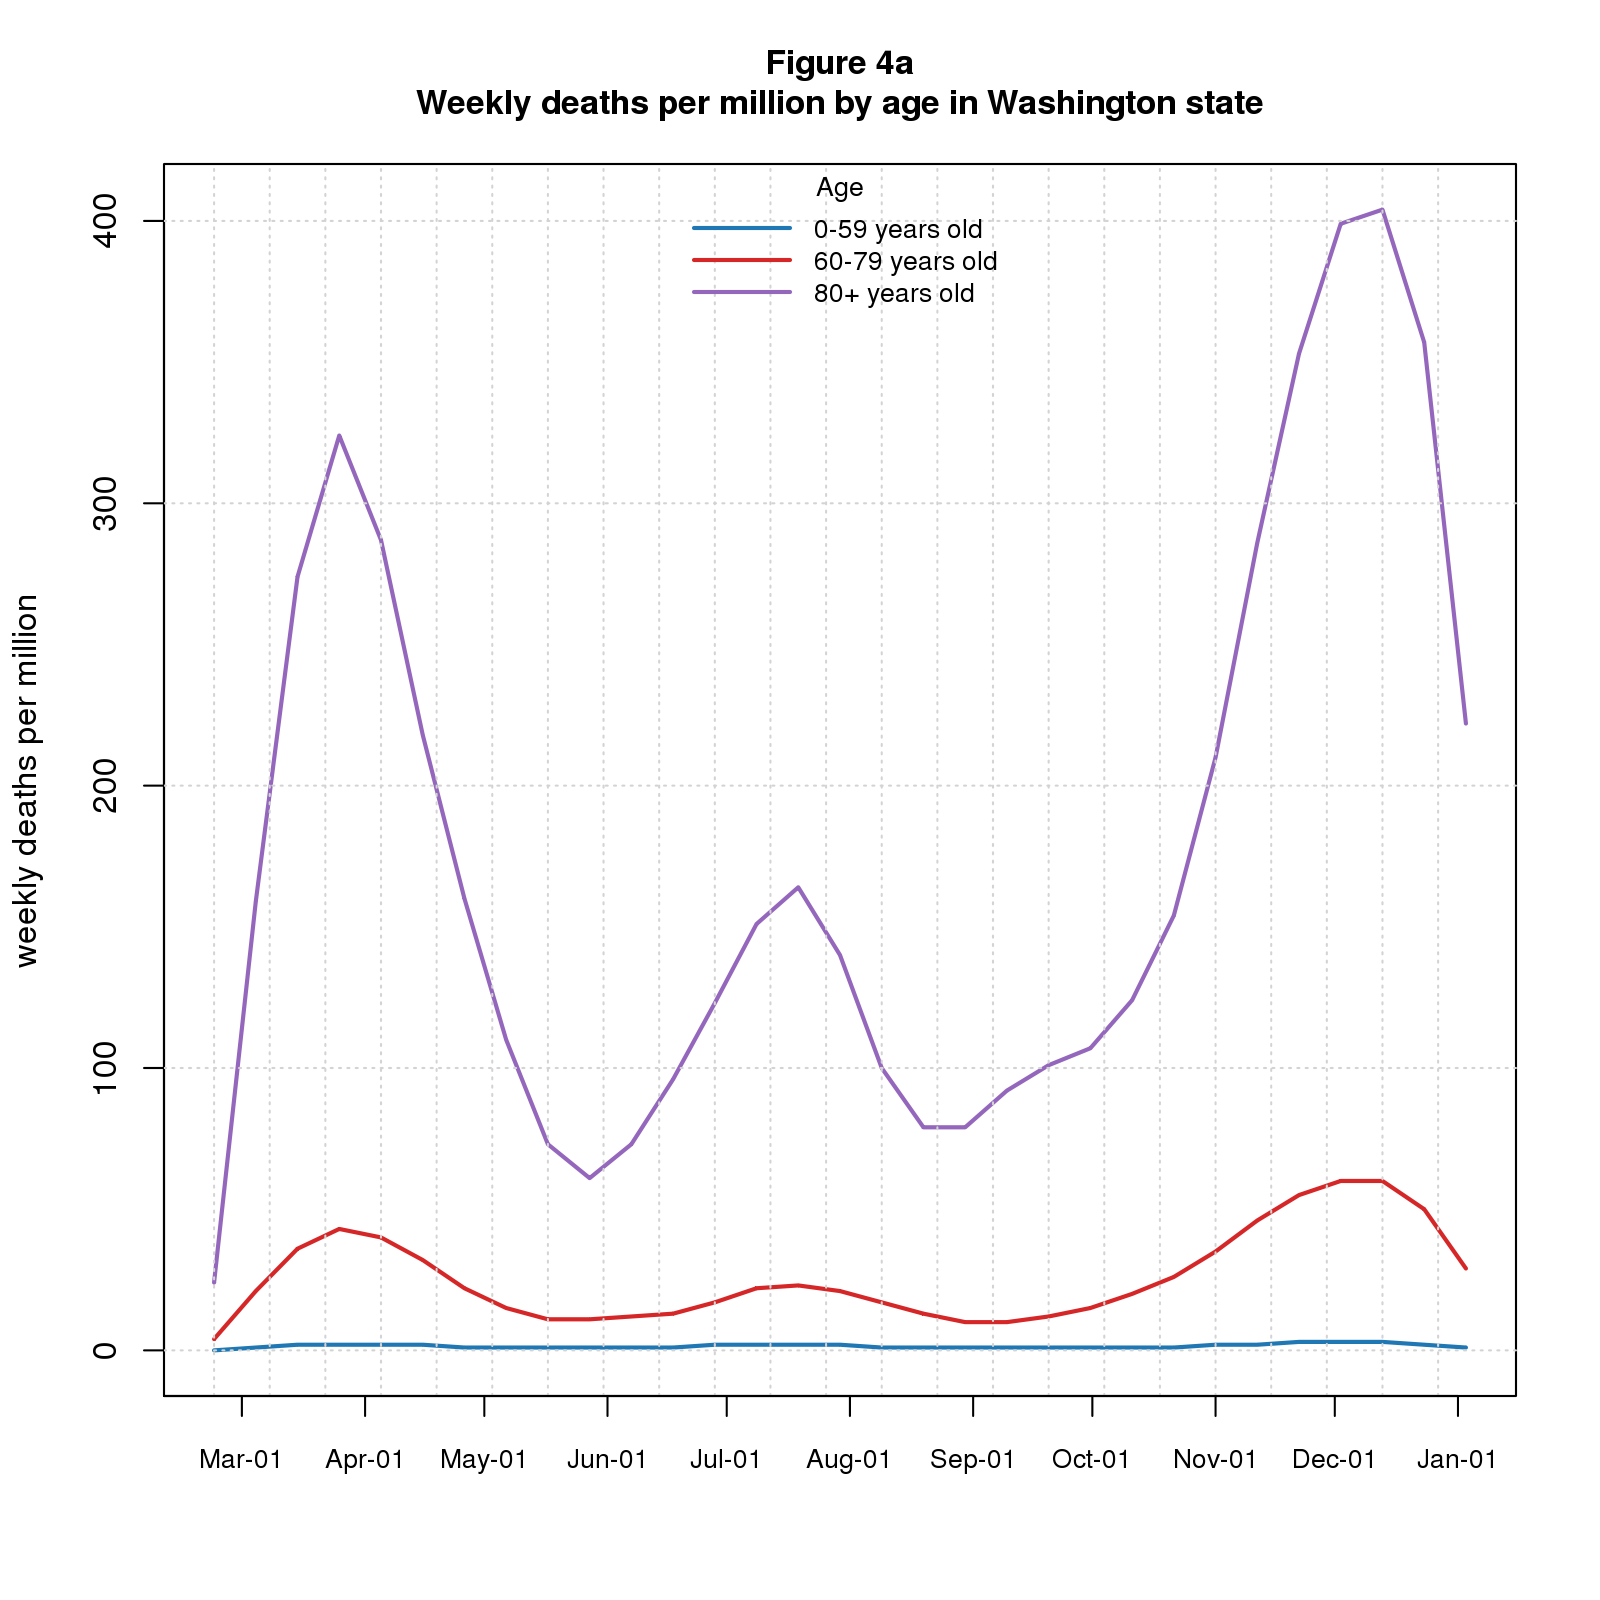 Figure 4a
Weekly deaths per million by age in Washington state
Age
0-59 years old
60-79 years old
80+ years old
weekly deaths per million
400
300
200
100
0
Mar-01 Apr-01 May-01 Jun-01 Jul-01 Aug-01 Sep-01 Oct-01 Nov-01 Dec-01 Jan-01